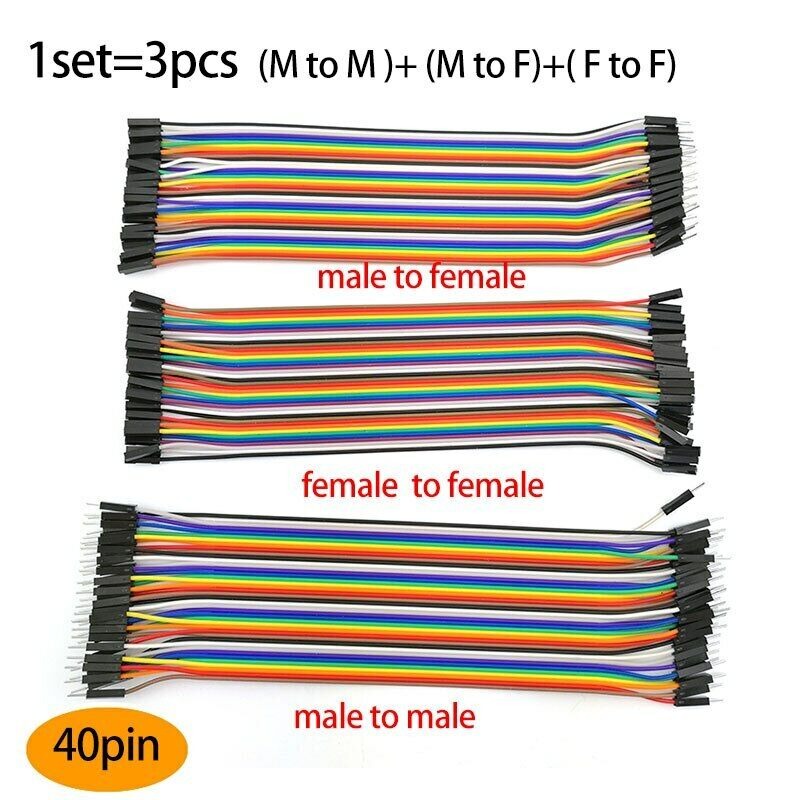 1set=3pcs (M to M )+ (M to F)+( F to F)
male to female
female to female
male to male
40pin